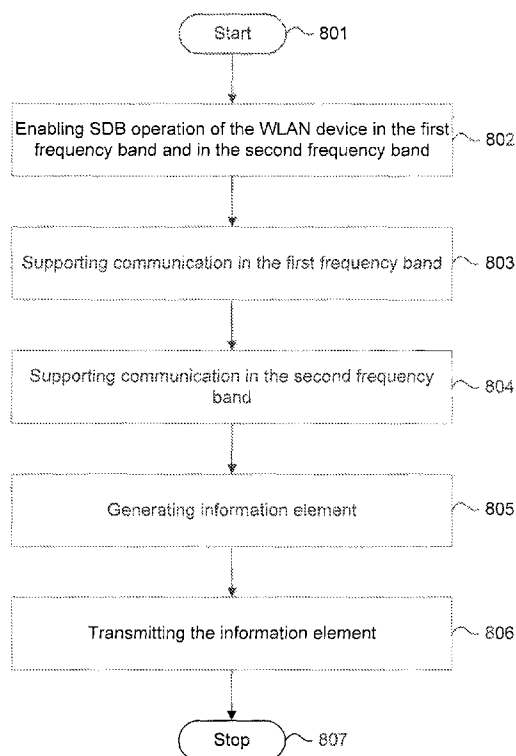 Start
801
Enabling SDB operation of the WLAN device in the first
frequency band and in the second frequency band
802
Supporting communication in the first frequency band
803
Supporting communication in the second frequency
band
804
Generating information element
805
Transmitting the information element
806
Stop
807